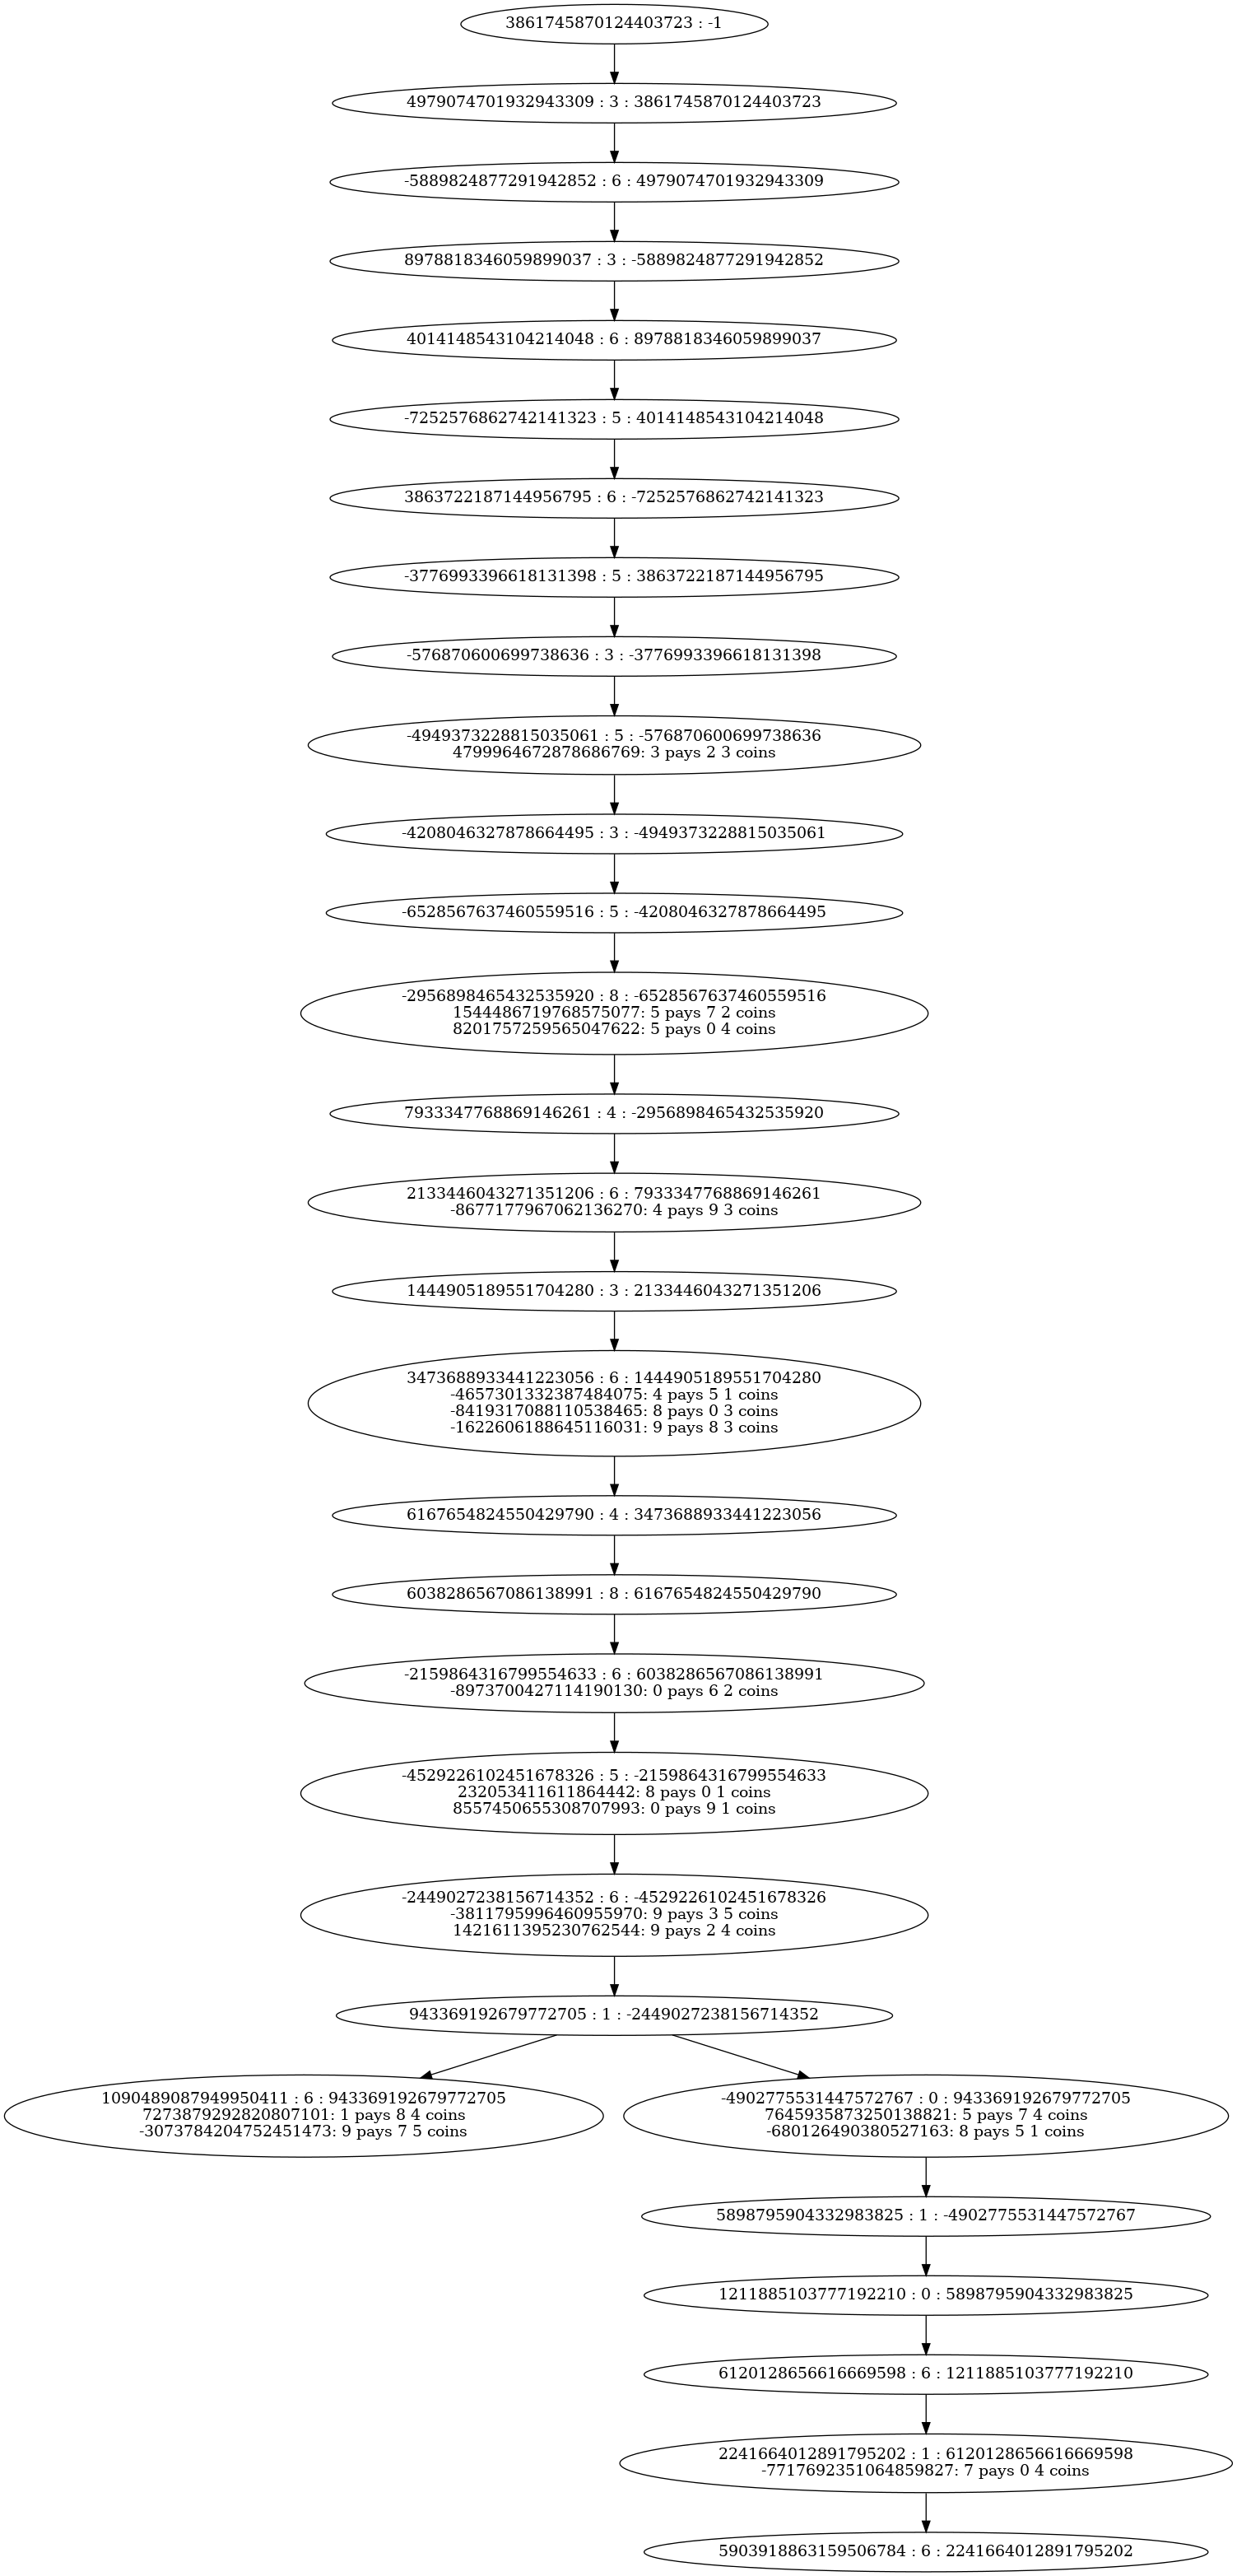 3861745870124403723 : -1
4979074701932943309 : 3 : 3861745870124403723
-5889824877291942852 : 6 : 4979074701932943309
8978818346059899037 : 3 : -5889824877291942852
4014148543104214048 : 6 : 8978818346059899037
-7252576862742141323 : 5 : 4014148543104214048
3863722187144956795 : 6 : -7252576862742141323
-3776993396618131398 : 5 : 3863722187144956795
-576870600699738636 : 3 : -3776993396618131398
-4949373228815035061 : 5 : -576870600699738636
4799964672878686769: 3 pays 2 3 coins
-4208046327878664495 : 3 : -4949373228815035061
-6528567637460559516 : 5 : -4208046327878664495
-2956898465432535920 : 8 : -6528567637460559516
1544486719768575077: 5 pays 7 2 coins
8201757259565047622: 5 pays 0 4 coins
7933347768869146261 : 4 : -2956898465432535920
2133446043271351206 : 6 : 7933347768869146261
-8677177967062136270: 4 pays 9 3 coins
1444905189551704280 : 3 : 2133446043271351206
3473688933441223056 : 6 : 1444905189551704280
-4657301332387484075: 4 pays 5 1 coins
-8419317088110538465: 8 pays 0 3 coins
-1622606188645116031: 9 pays 8 3 coins
6167654824550429790 : 4 : 3473688933441223056
6038286567086138991 : 8 : 6167654824550429790
-2159864316799554633 : 6 : 6038286567086138991
-8973700427114190130: 0 pays 6 2 coins
-4529226102451678326 : 5 : -2159864316799554633
232053411611864442: 8 pays 0 1 coins
8557450655308707993: 0 pays 9 1 coins
-2449027238156714352 : 6 : -4529226102451678326
-3811795996460955970: 9 pays 3 5 coins
1421611395230762544: 9 pays 2 4 coins
943369192679772705 : 1 : -2449027238156714352
1090489087949950411 : 6 : 943369192679772705
7273879292820807101: 1 pays 8 4 coins
-3073784204752451473: 9 pays 7 5 coins
-4902775531447572767 : 0 : 943369192679772705
7645935873250138821: 5 pays 7 4 coins
-680126490380527163: 8 pays 5 1 coins
5898795904332983825 : 1 : -4902775531447572767
1211885103777192210 : 0 : 5898795904332983825
6120128656616669598 : 6 : 1211885103777192210
2241664012891795202 : 1 : 6120128656616669598
-7717692351064859827: 7 pays 0 4 coins
5903918863159506784 : 6 : 2241664012891795202